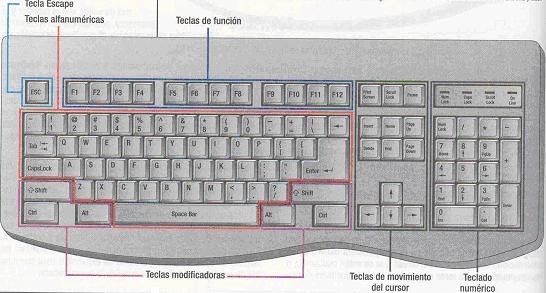 Tecla Escape
Teclas alfanuméricas
Teclas de función
ESC F1 F2 F3 F4 F5 F6 F7 F8 F9 F10 F11 F12
Print Screen Scroll Lock Pause
Num Lock Caps Lock Scroll Lock On Line
~ ! 1 @ 2 # 3 $ 4 % 5 ^ 6 & 7 * 8 ( 9 ) 0
Insert Home Page Up
Num Lock / * -
Tab Q W E R T Y U I O P
Delete End Page Down
7 Home 8 9 PgUp +
CapsLock A S D F G H J K L Enter
4 5 6
Shift Z X C V B N M < , > . ? / Shift
1 End 2 3 PgDn
Ctrl Alt Space Bar Alt Ctrl
0 Ins . Del Enter
Teclas modificadoras
Teclas de movimiento
del cursor
Teclado
numérico